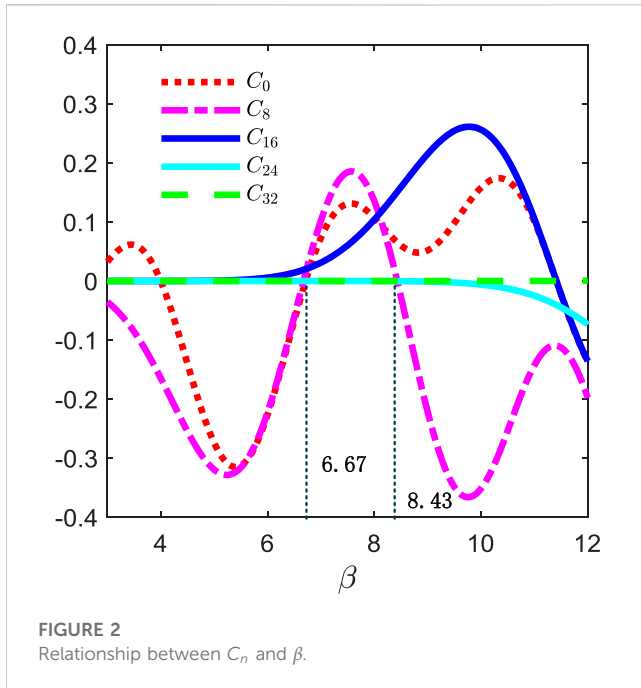 0.4
0.3
0.2
0.1
0
-0.1
-0.2
-0.3
-0.4
C₀
C₈
C₁₆
C₂₄
C₃₂
6.67
8.43
4 6 8 10 12
β
FIGURE 2
Relationship between Cₙ and β.